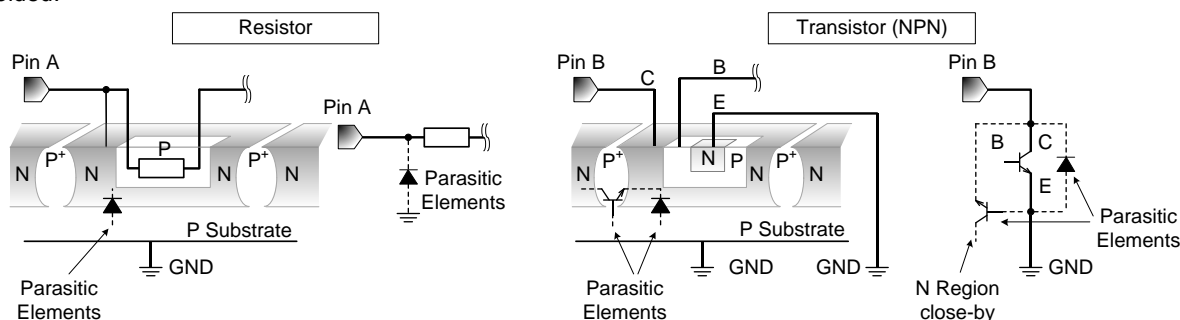 Resistor
Transistor (NPN)
Pin A
Pin A
P
N
P+
N
N
P+
N
Parasitic
Elements
P Substrate
GND
Parasitic
Elements
Pin B
C
B
E
N
P+
N
N
P
P+
N
P Substrate
GND
GND
Parasitic
Elements
Pin B
B
C
E
Parasitic
Elements
GND
N Region
close-by